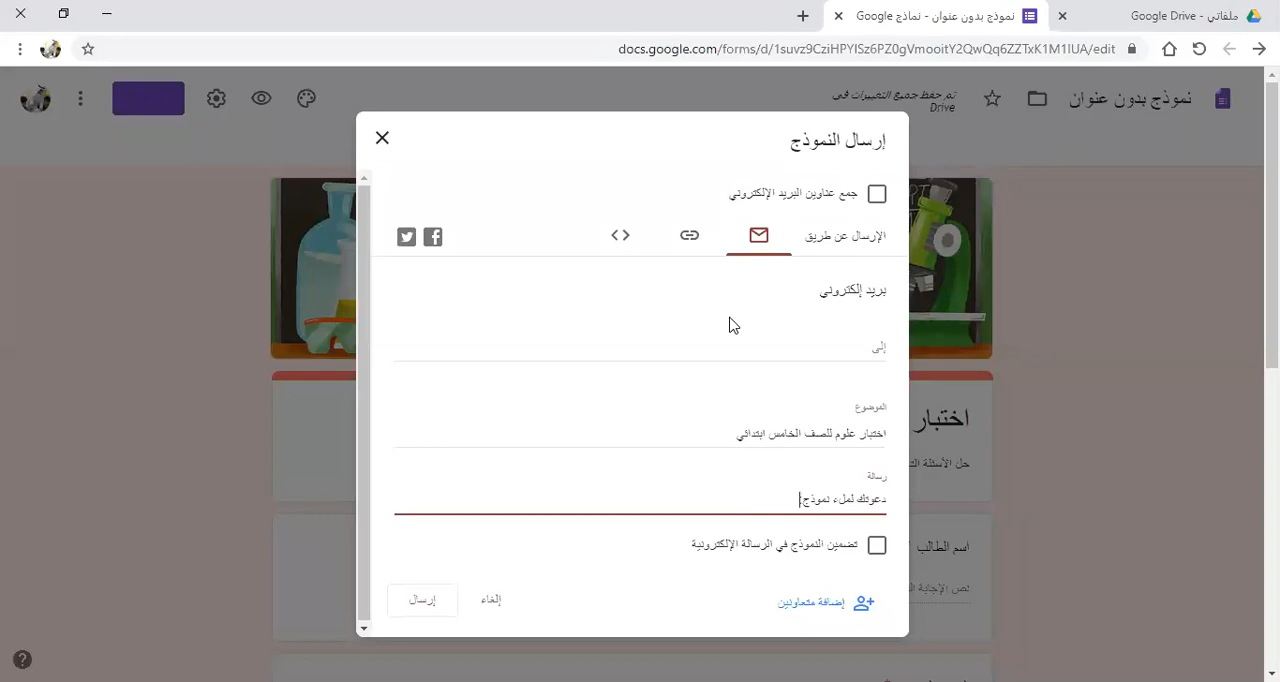 ملفاتي - Google Drive
نموذج بدون عنوان - نماذج Google
docs.google.com/forms/d/1suvz9CziHPYISz6PZ0gVmooitY2QwQq6ZZTxK1M1IUA/edit
نموذج بدون عنوان
تم حفظ جميع التغييرات في
Drive
إرسال النموذج
جمع عناوين البريد الإلكتروني
الإرسال عن طريق
بريد إلكتروني
إلى
الموضوع
اختبار علوم للصف الخامس ابتدائي
رسالة
دعوتك لملء نموذج:
تضمين النموذج في الرسالة الإلكترونية
إضافة متعاونين
إلغاء
إرسال
اختبار
حل الأسئلة
اسم الطالب
نص الإجابة